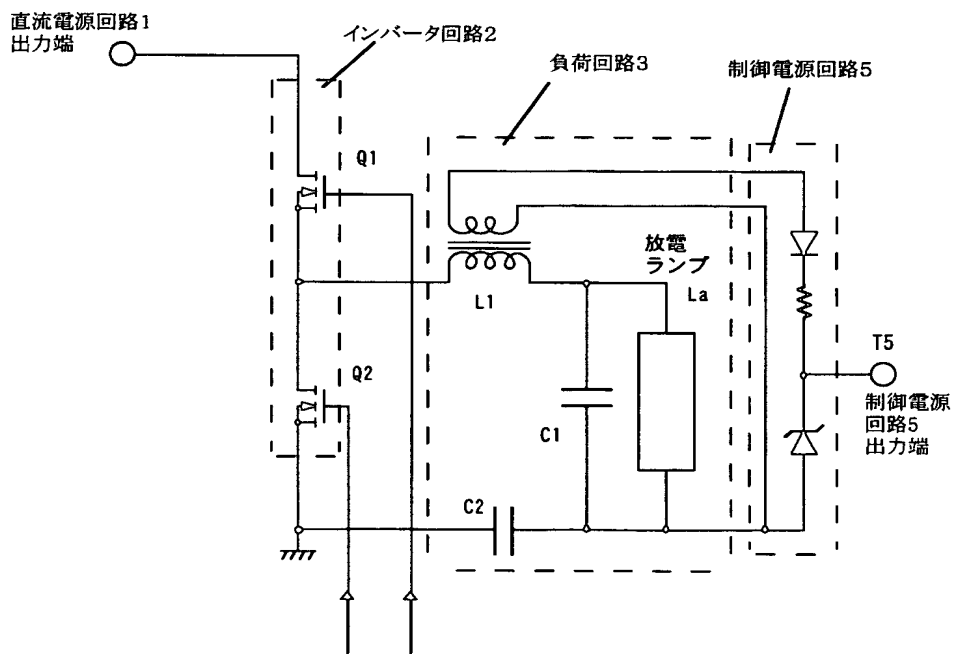 直流電源回路1
出力端
インバータ回路2
負荷回路3
制御電源回路5
Q1
放電
ランプ
La
L1
T5
Q2
制御電源
回路5
出力端
C1
C2